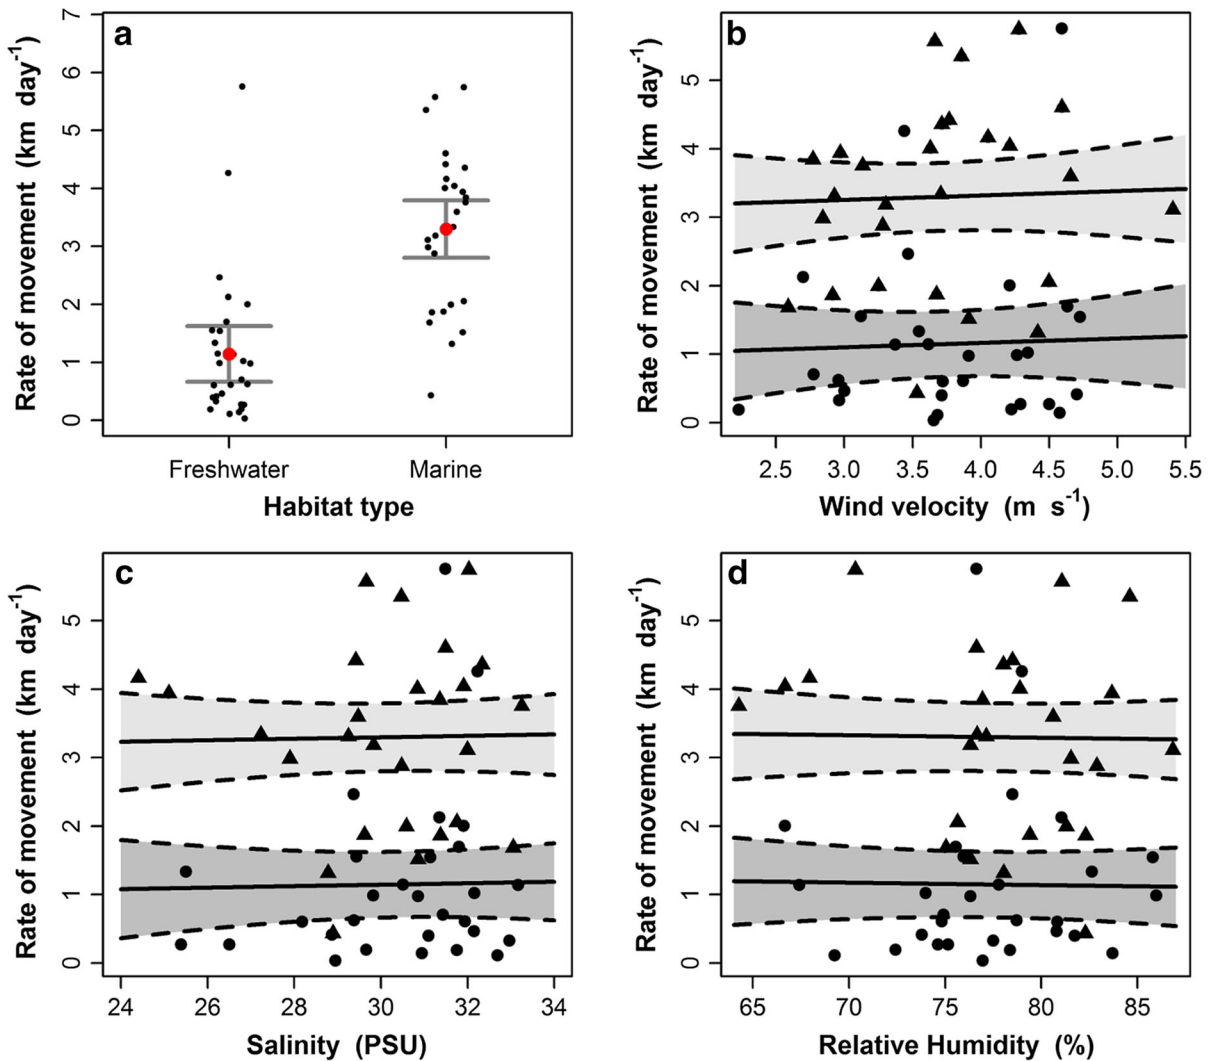 a
Rate of movement (km day-1)
7
6
5
4
3
2
1
0
Freshwater Marine
Habitat type
b
Rate of movement (km day-1)
5
4
3
2
1
0
2.5 3.0 3.5 4.0 4.5 5.0 5.5
Wind velocity (m s-1)
c
Rate of movement (km day-1)
5
4
3
2
1
0
24 26 28 30 32 34
Salinity (PSU)
d
Rate of movement (km day-1)
5
4
3
2
1
0
65 70 75 80 85
Relative Humidity (%)